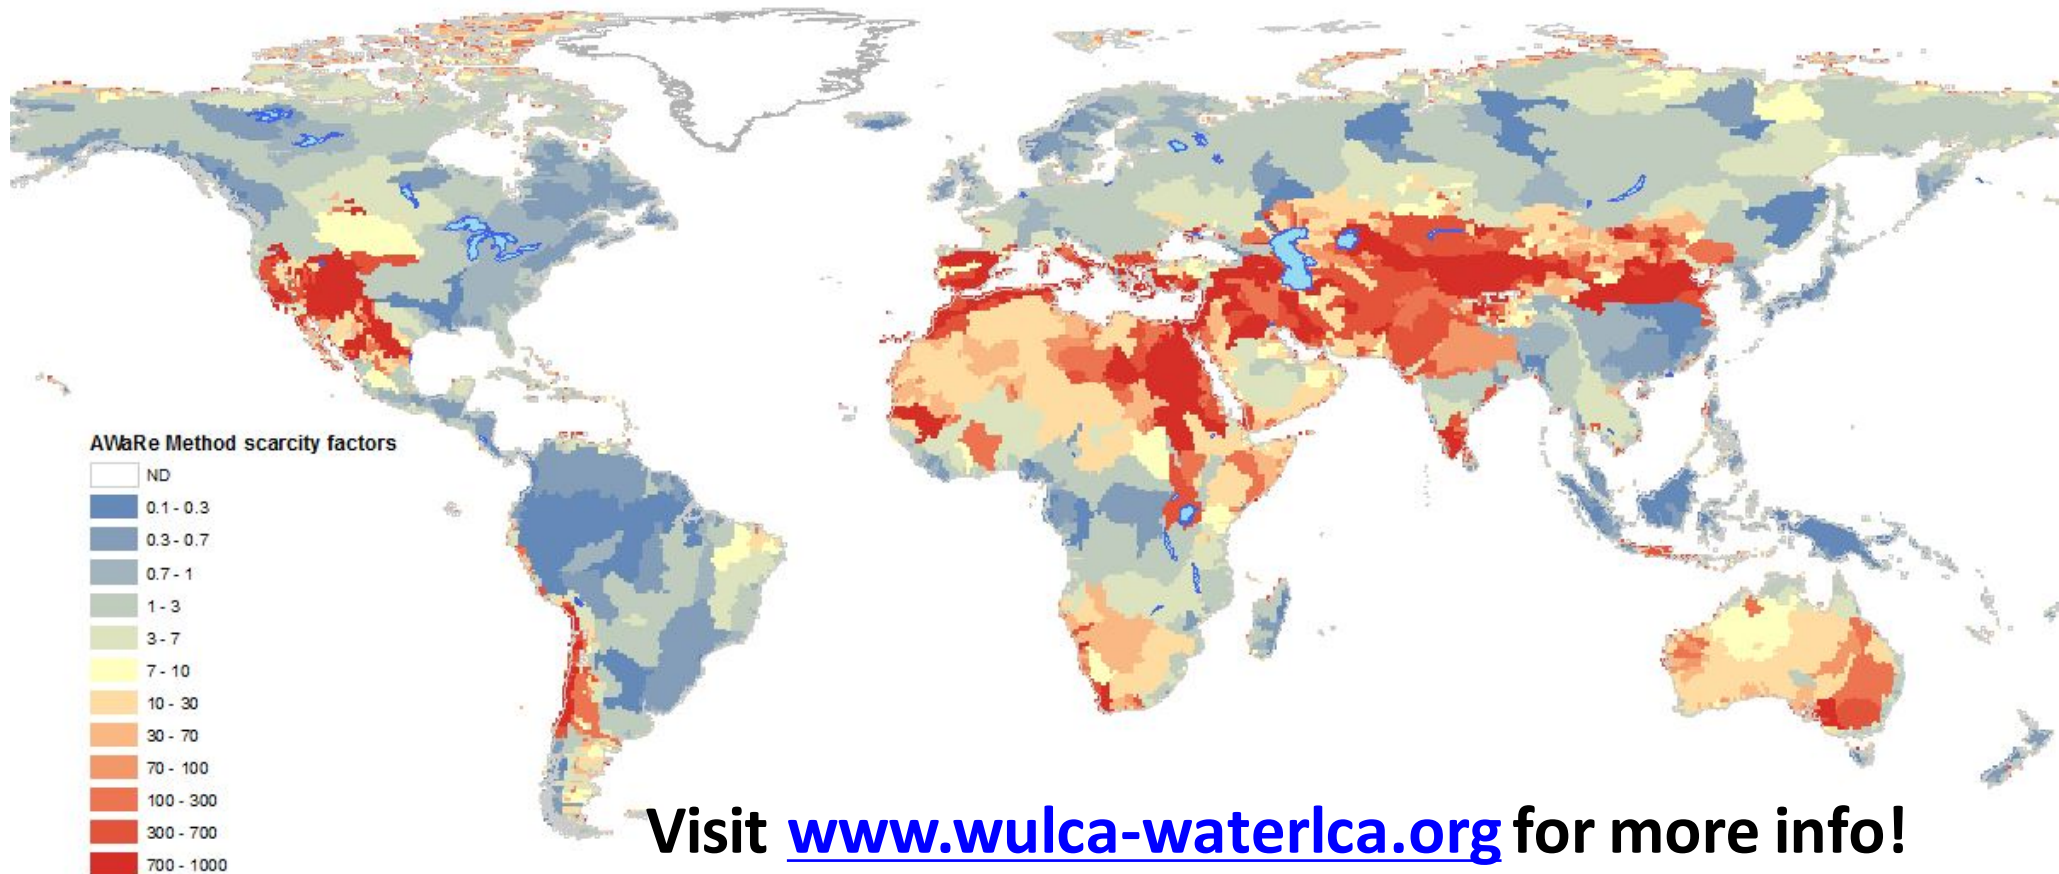 AWaRe Method scarcity factors
ND
0.1 - 0.3
0.3 - 0.7
0.7 - 1
1 - 3
3 - 7
7 - 10
10 - 30
30 - 70
70 - 100
100 - 300
300 - 700
700 - 1000
Visit www.wulca-waterlca.org for more info!